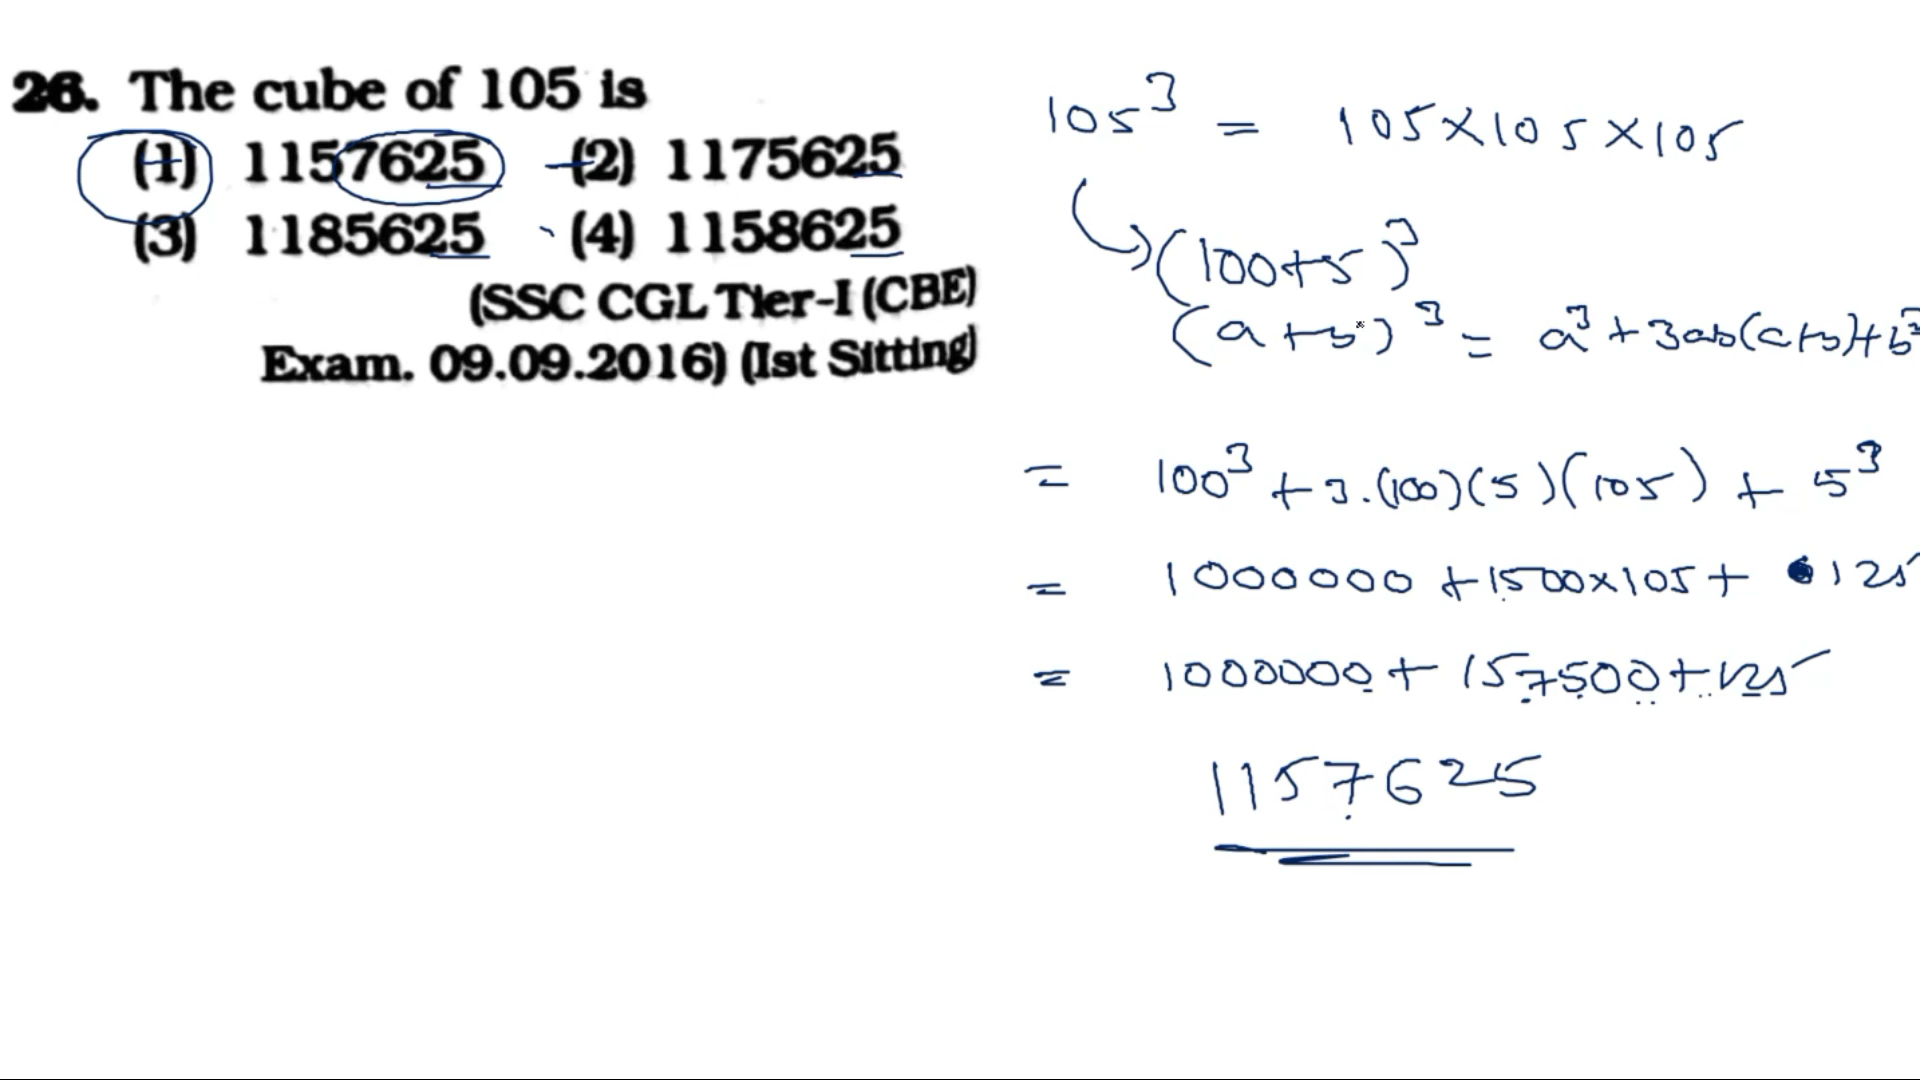 26. The cube of 105 is
(1) 1157625 (2) 1175625
(3) 1185625 (4) 1158625
(SSC CGL Tier-I (CBE)
Exam. 09.09.2016) (Ist Sitting)
105³ = 105×105×105
(100+5)³
(a+b)³ = a³+3ab(a+b)+b³
= 100³ + 3.(100)(5)(105) + 5³
= 1000000 + 1500×105 + 125
= 1000000 + 157500 + 125
1157625